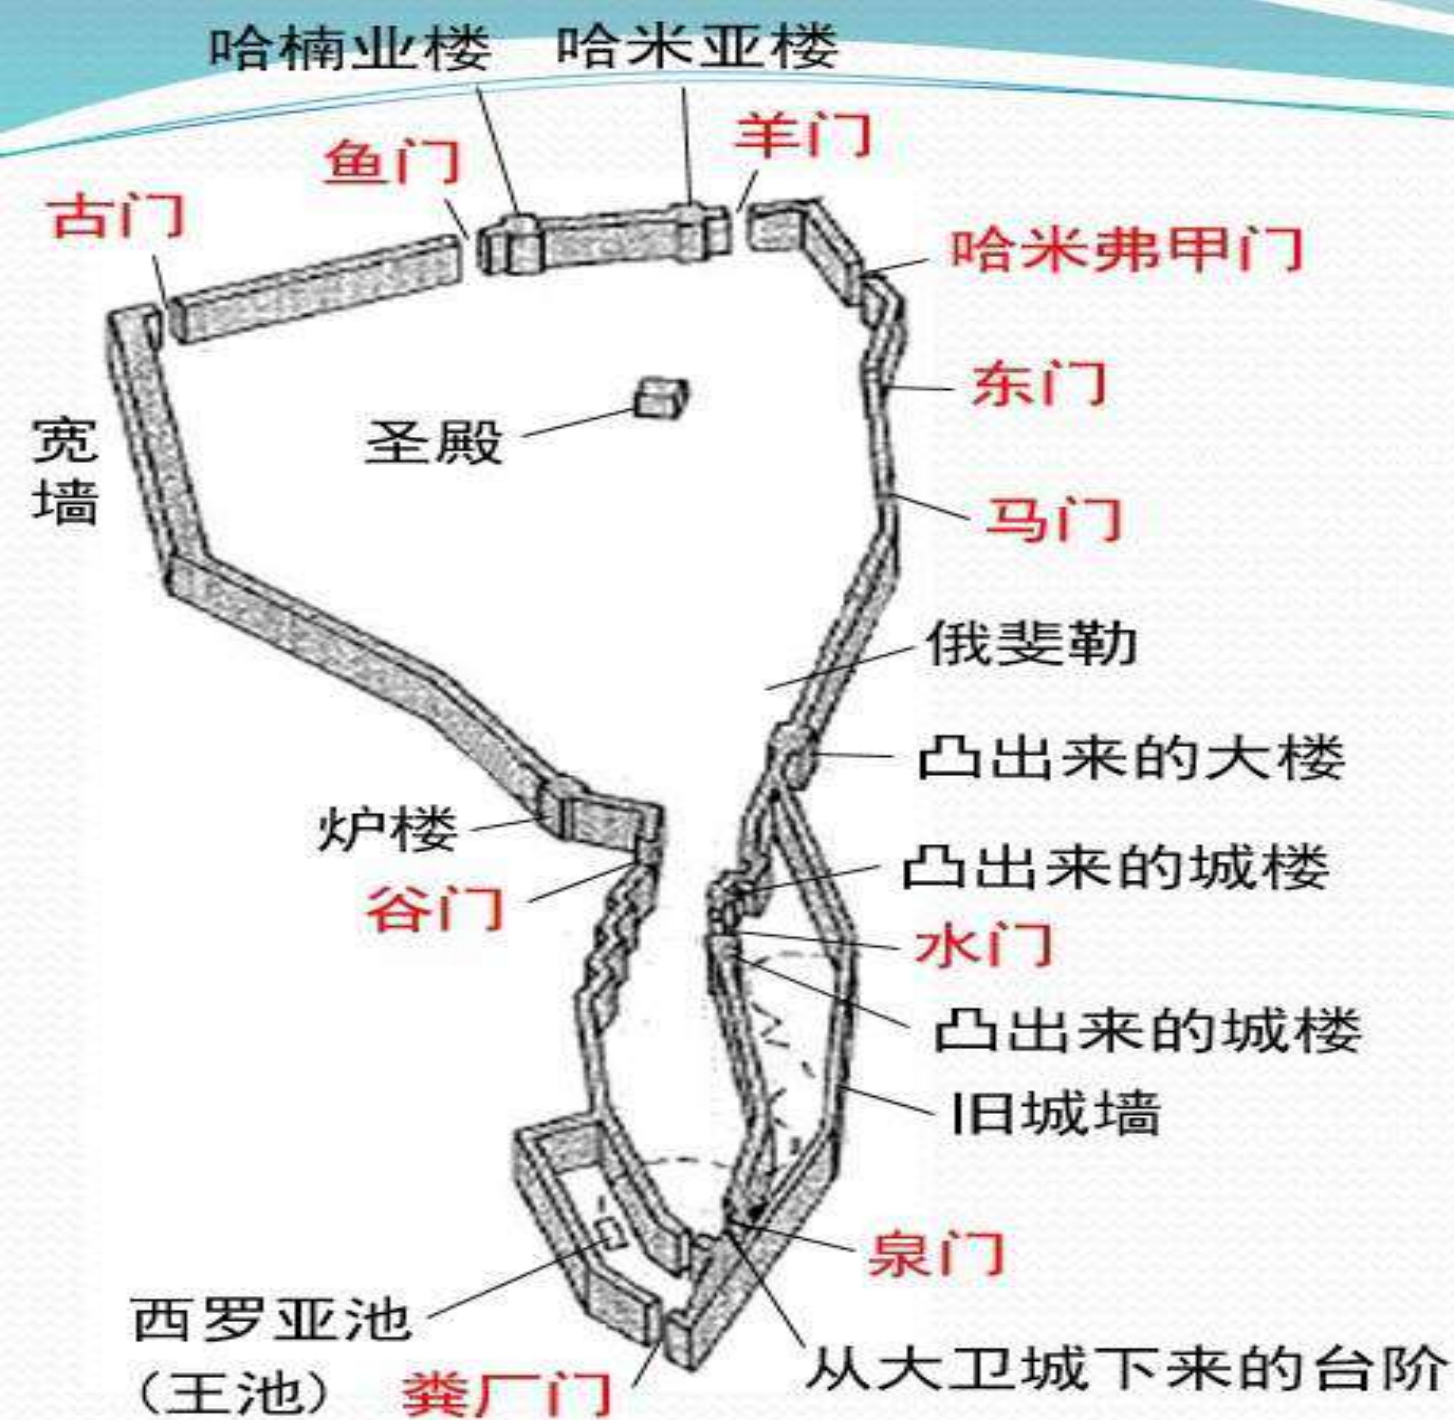 哈楠业楼 哈米亚楼
鱼门
羊门
古门
哈米弗甲门
东门
宽墙
圣殿
马门
俄斐勒
凸出来的大楼
炉楼
凸出来的城楼
谷门
水门
凸出来的城楼
旧城墙
泉门
西罗亚池
（王池）
粪厂门
从大卫城下来的台阶